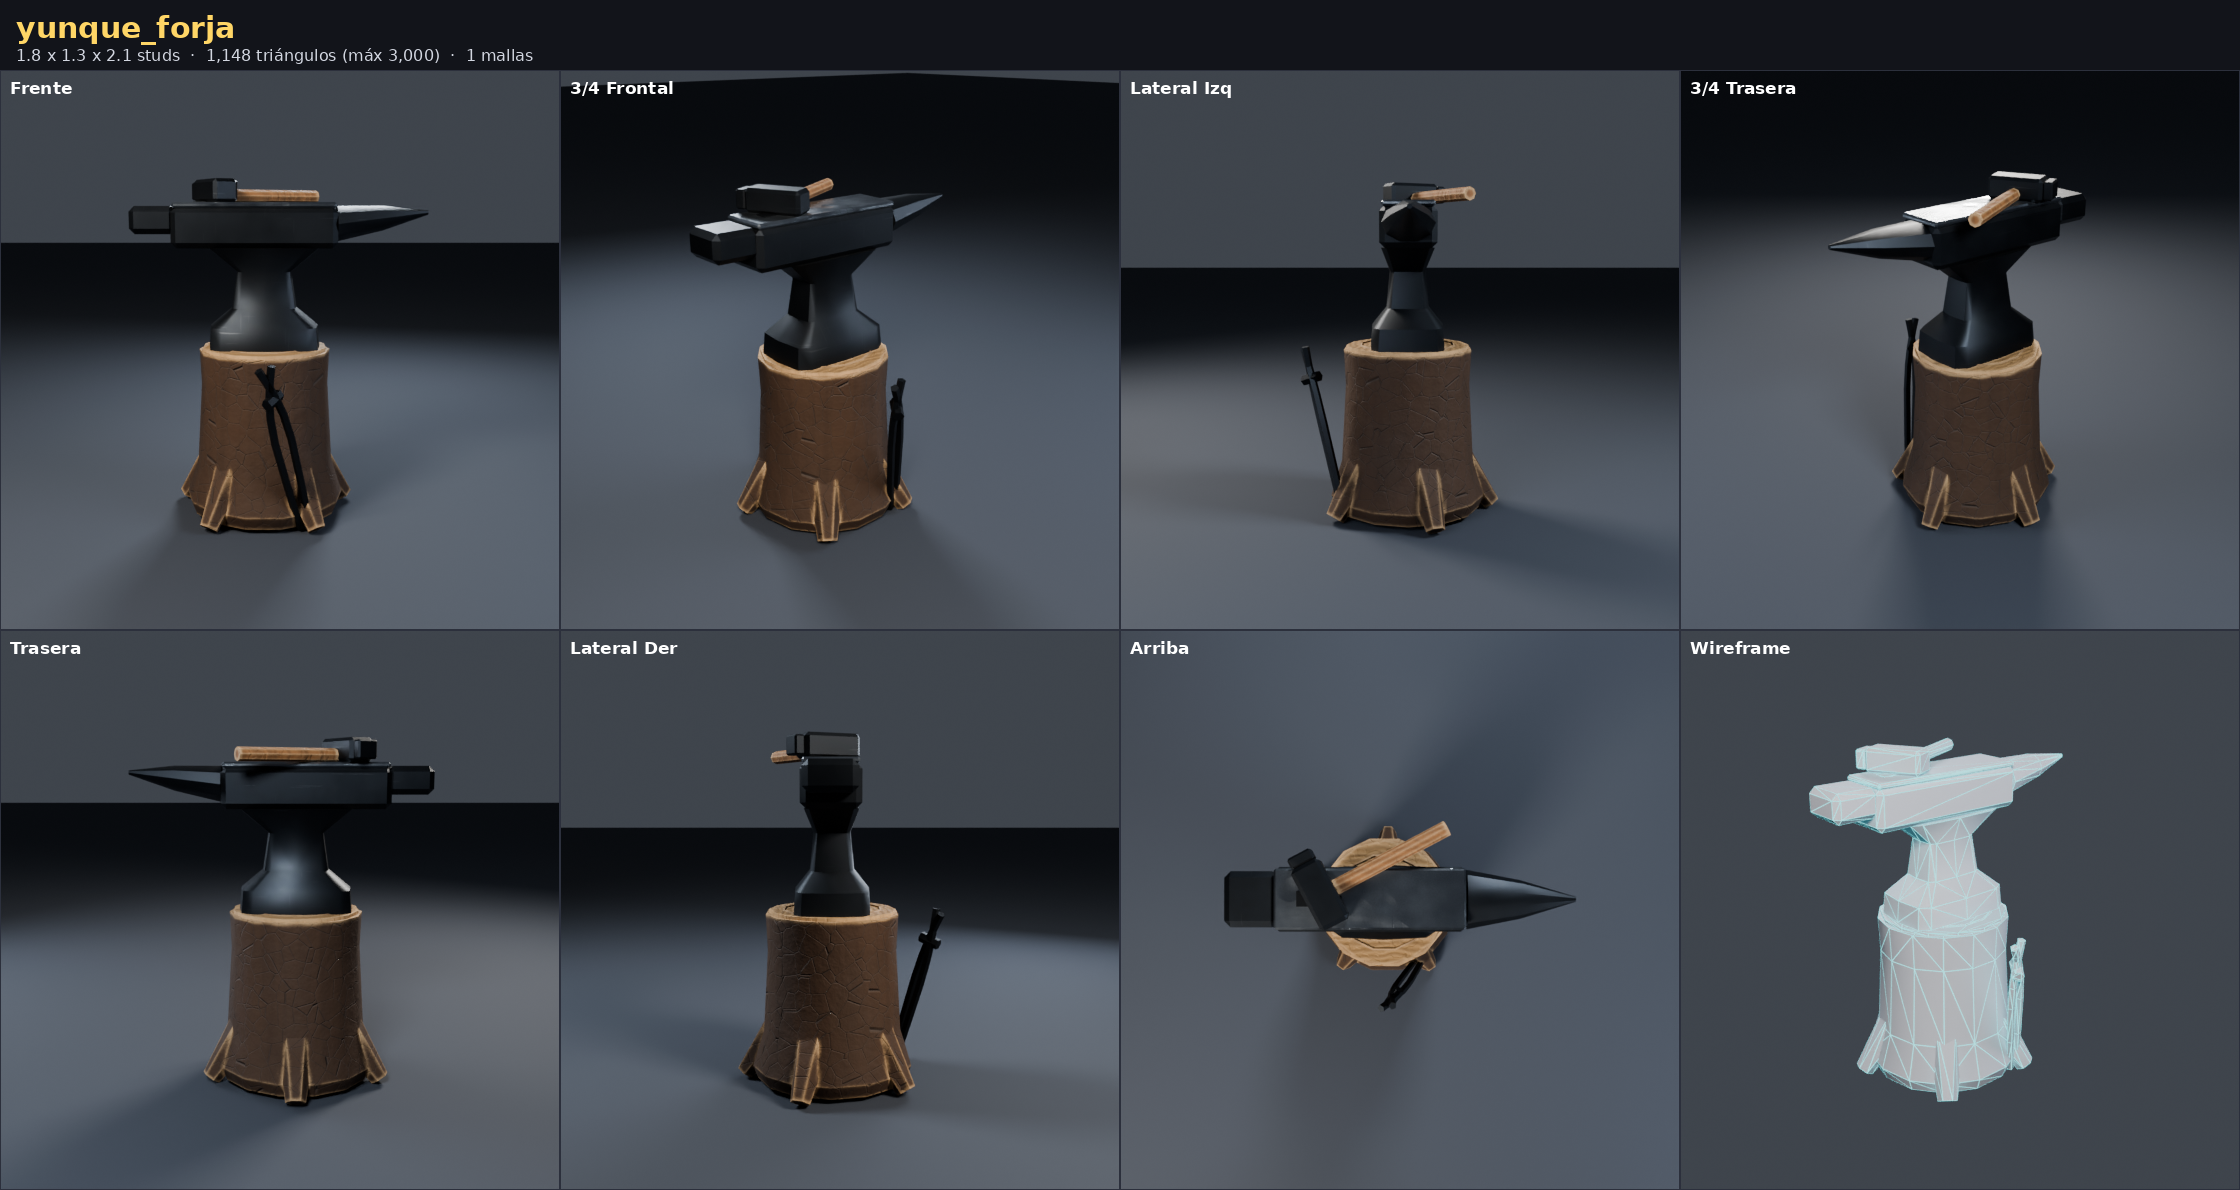 yunque_forja
1.8 x 1.3 x 2.1 studs · 1,148 triángulos (máx 3,000) · 1 mallas
Frente
3/4 Frontal
Lateral Izq
3/4 Trasera
Trasera
Lateral Der
Arriba
Wireframe